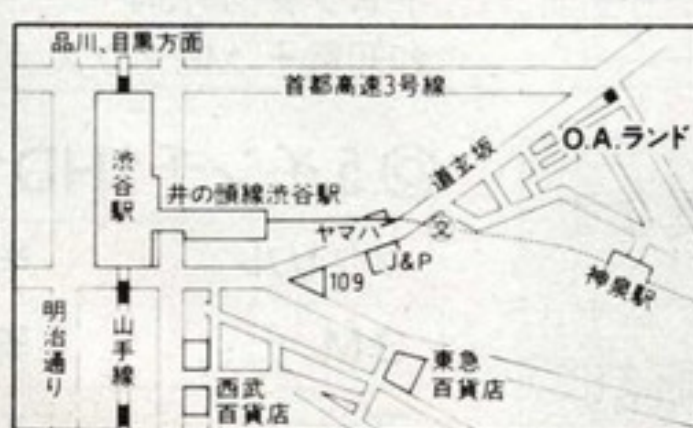 品川、目黒方面
首都高速3号線
O.A.ランド
道玄坂
渋谷駅
井の頭線渋谷駅
ヤマハ
文
J&P
神泉駅
109
明治通り
山手線
東急
百貨店
西武
百貨店